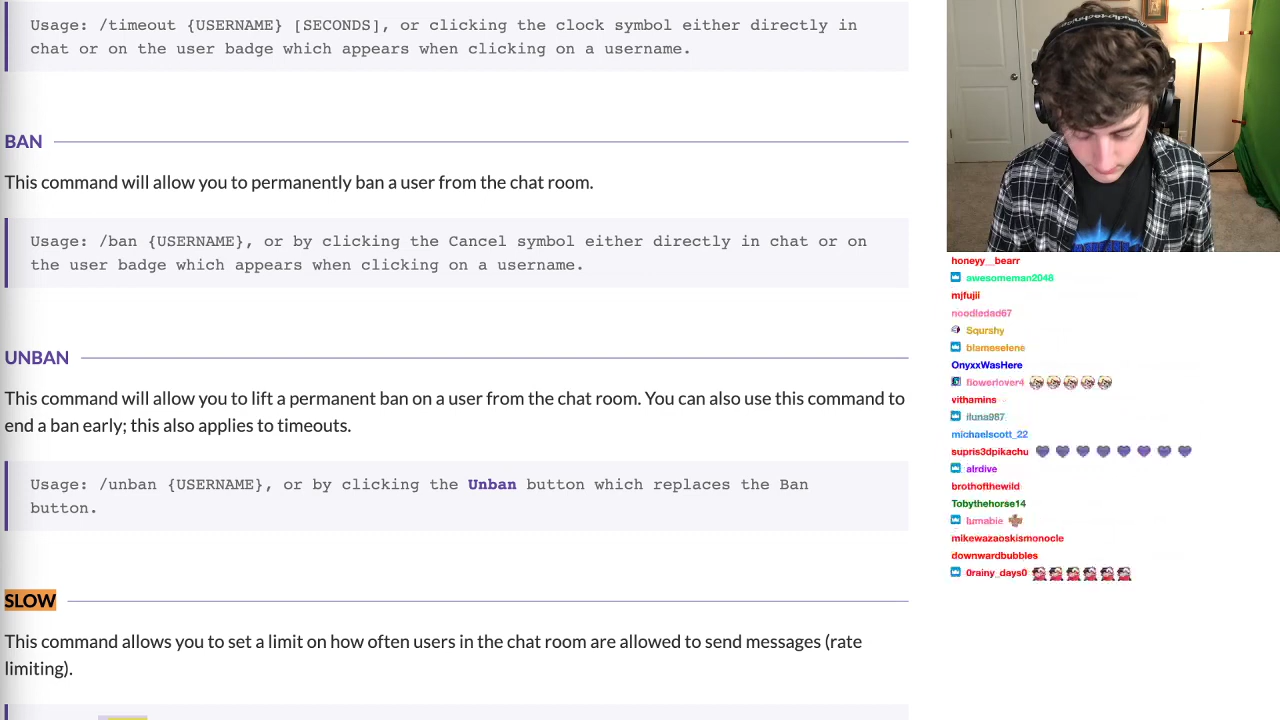 Usage: /timeout {USERNAME} [SECONDS], or clicking the clock symbol either directly in
chat or on the user badge which appears when clicking on a username.
BAN
This command will allow you to permanently ban a user from the chat room.
Usage: /ban {USERNAME}, or by clicking the Cancel symbol either directly in chat or on
the user badge which appears when clicking on a username.
UNBAN
This command will allow you to lift a permanent ban on a user from the chat room. You can also use this command to
end a ban early; this also applies to timeouts.
Usage: /unban {USERNAME}, or by clicking the Unban button which replaces the Ban
button.
SLOW
This command allows you to set a limit on how often users in the chat room are allowed to send messages (rate
limiting).
audio-technica
honeyy__bearr
awesomeman2048
mjfujii
noodledad67
Squrshy
blameselene
OnyxxWasHere
flowerlover4
vithamins
iluna987
michaelscott_22
supris3dpikachu
alrdive
brothofthewild
Tobythehorse14
lumabie
mikewazaoskismonocle
downwardbubbles
0rainy_days0